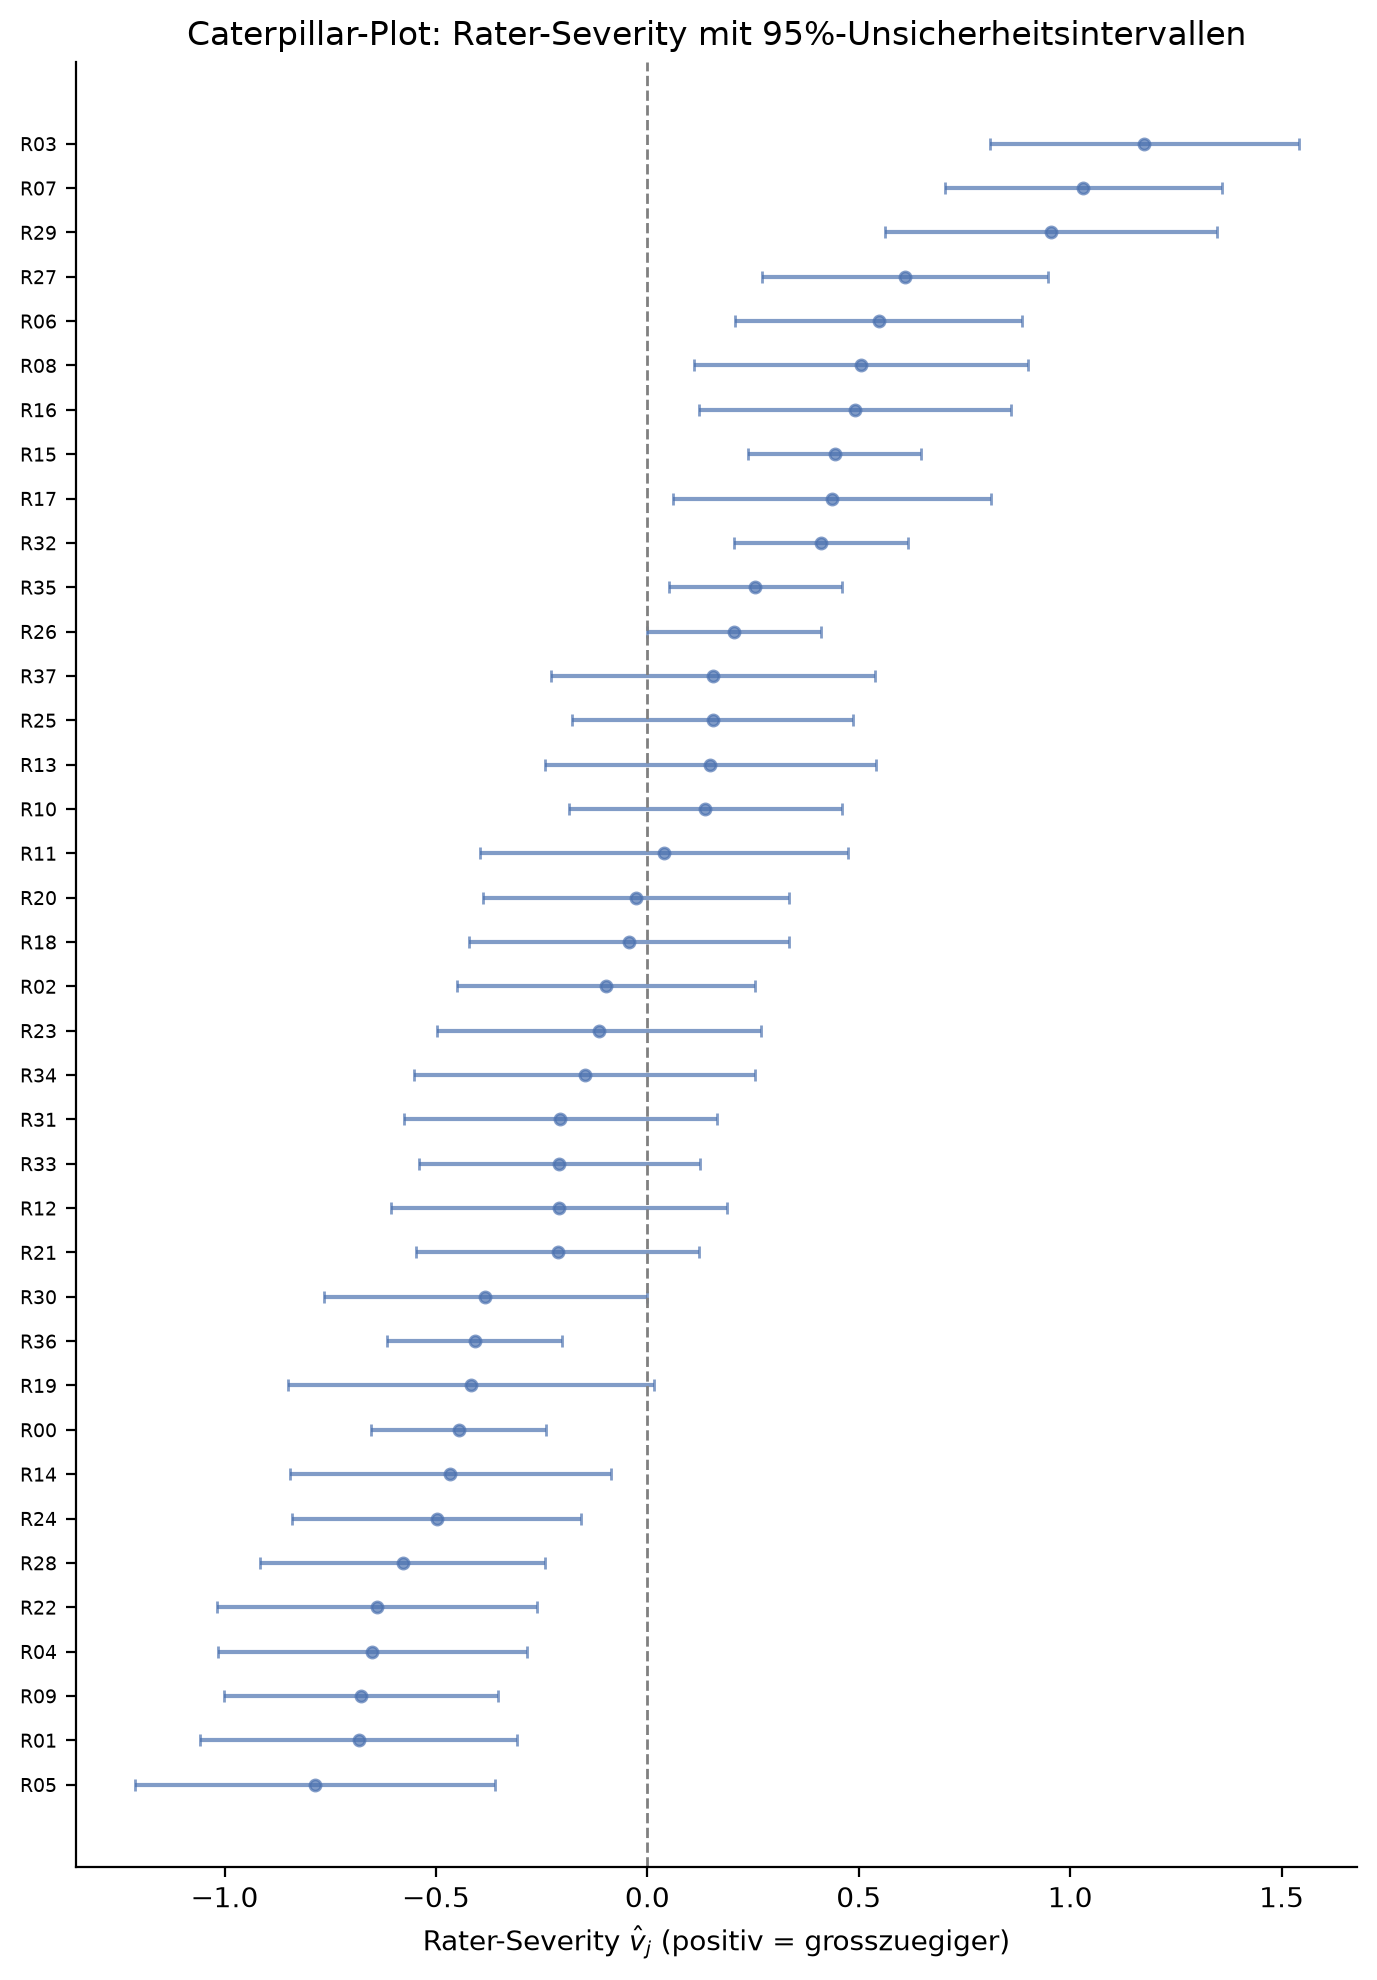 Caterpillar-Plot: Rater-Severity mit 95%-Unsicherheitsintervallen
R03
R07
R29
R27
R06
R08
R16
R15
R17
R32
R35
R26
R37
R25
R13
R10
R11
R20
R18
R02
R23
R34
R31
R33
R12
R21
R30
R36
R19
R00
R14
R24
R28
R22
R04
R09
R01
R05
−1.0 −0.5 0.0 0.5 1.0 1.5
Rater-Severity v̂ⱼ (positiv = grosszuegiger)